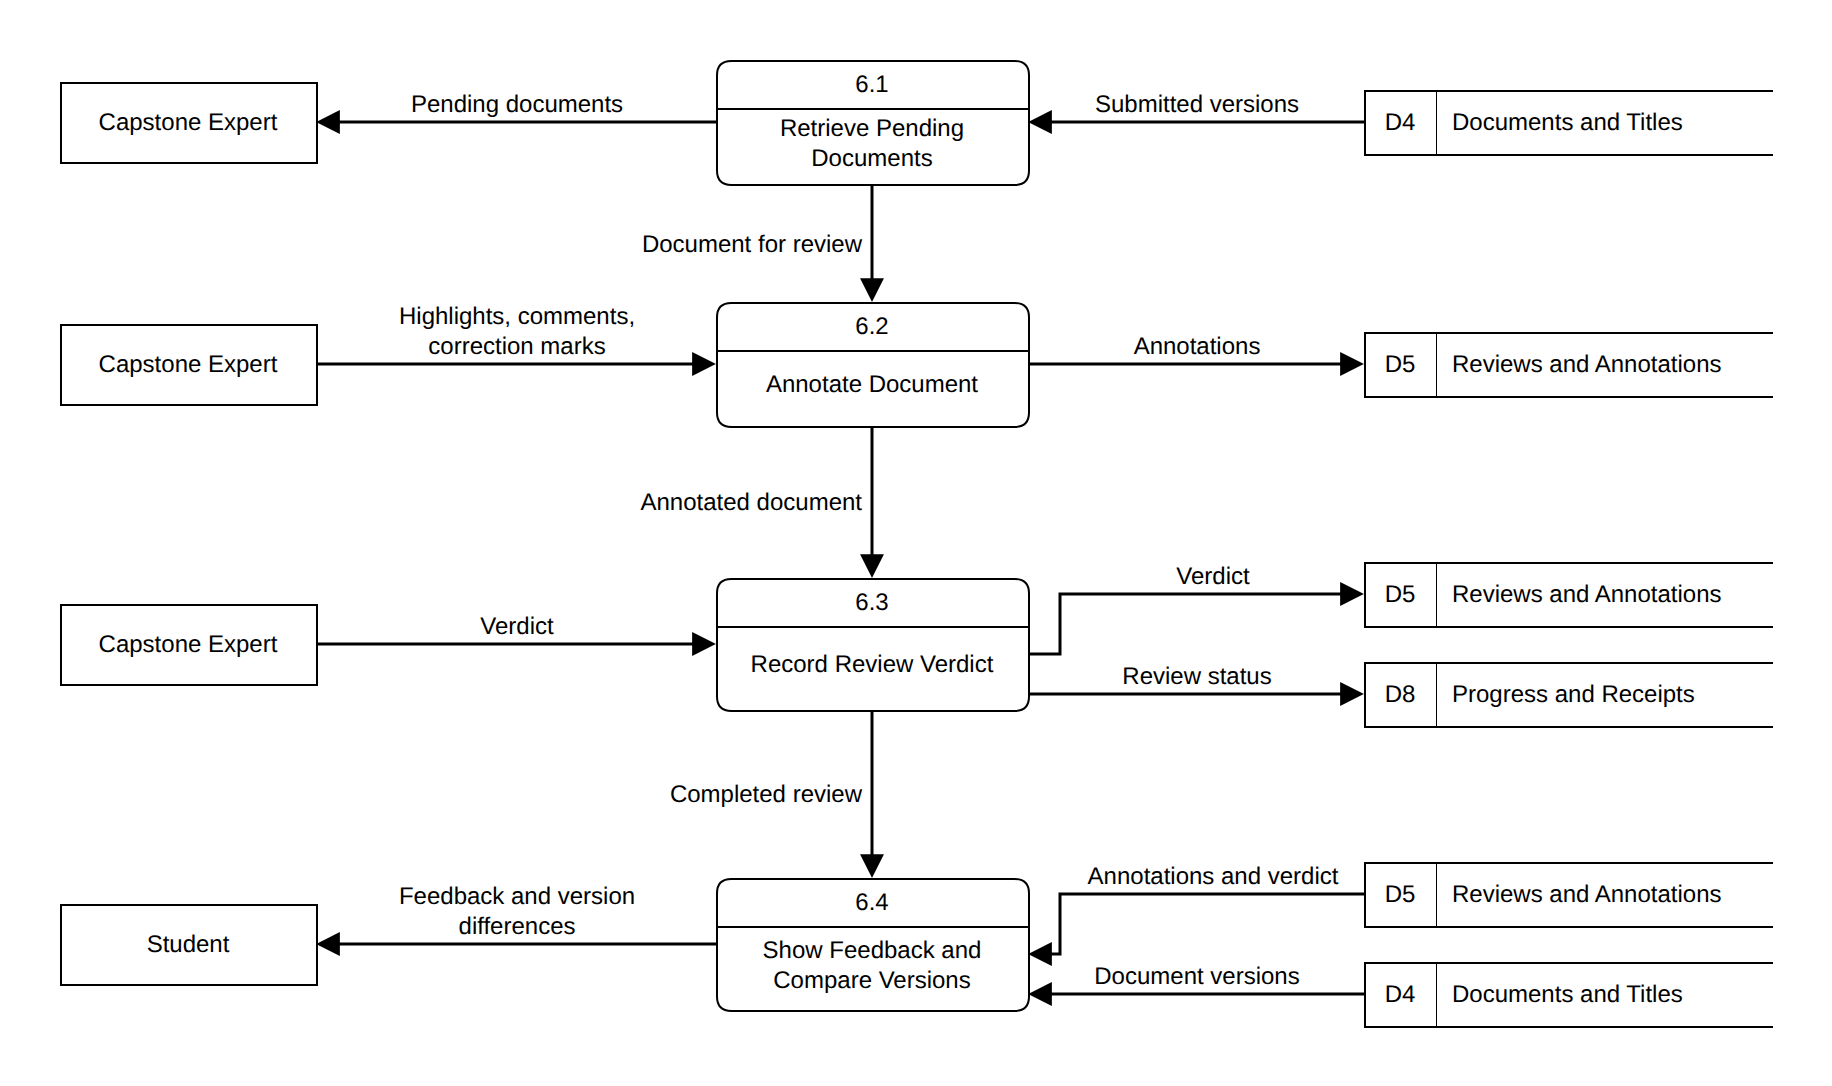 6.1
Capstone Expert
Pending documents
Retrieve Pending
Documents
Submitted versions
D4
Documents and Titles
Document for review
Capstone Expert
Highlights, comments,
correction marks
6.2
Annotate Document
Annotations
D5
Reviews and Annotations
Annotated document
Capstone Expert
Verdict
6.3
Record Review Verdict
Verdict
D5
Reviews and Annotations
Review status
D8
Progress and Receipts
Completed review
Student
Feedback and version
differences
6.4
Show Feedback and
Compare Versions
Annotations and verdict
D5
Reviews and Annotations
Document versions
D4
Documents and Titles